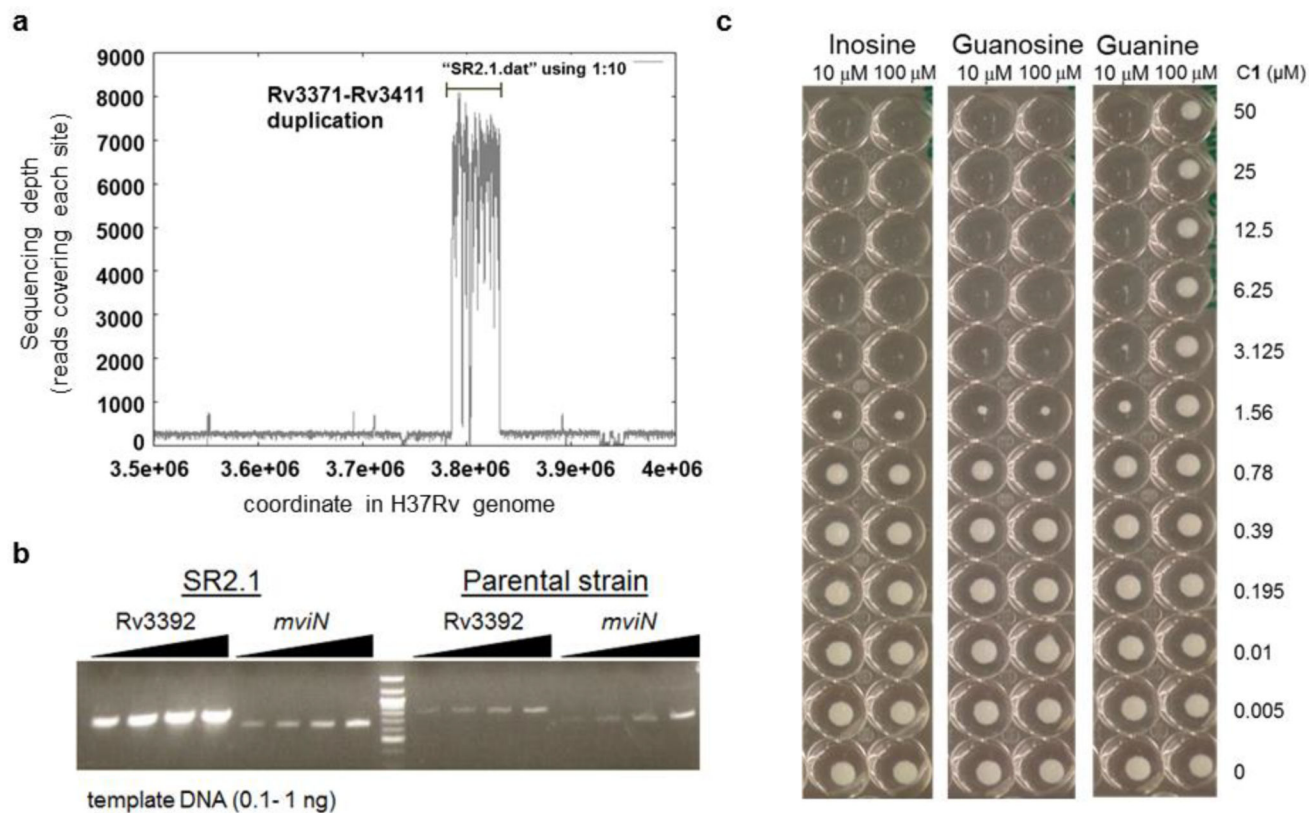 a
9000
8000
7000
6000
5000
4000
3000
2000
1000
0
Sequencing depth
(reads covering each site)
"SR2.1.dat" using 1:10
Rv3371-Rv3411
duplication
3.5e+06 3.6e+06 3.7e+06 3.8e+06 3.9e+06 4e+06
coordinate in H37Rv genome
b
SR2.1 Parental strain
Rv3392 mviN Rv3392 mviN
template DNA (0.1- 1 ng)
c
Inosine Guanosine Guanine
10 µM 100 µM 10 µM 100 µM 10 µM 100 µM C1 (µM)
50
25
12.5
6.25
3.125
1.56
0.78
0.39
0.195
0.01
0.005
0